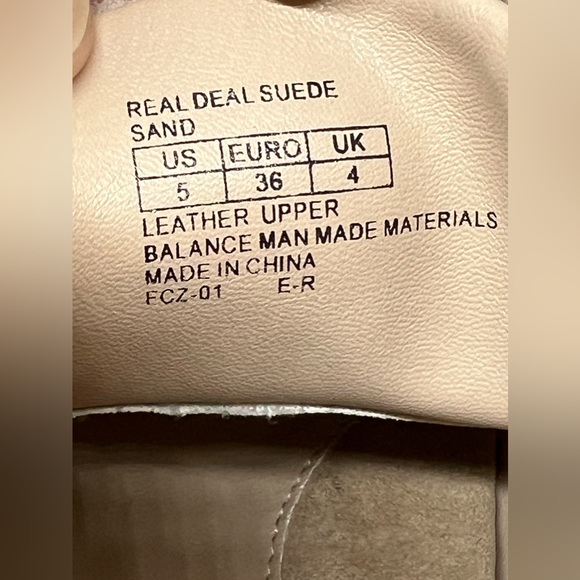 REAL DEAL SUEDE
SAND
US EURO UK
5 36 4
LEATHER UPPER
BALANCE MAN MADE MATERIALS
MADE IN CHINA
FCZ-01 E-R